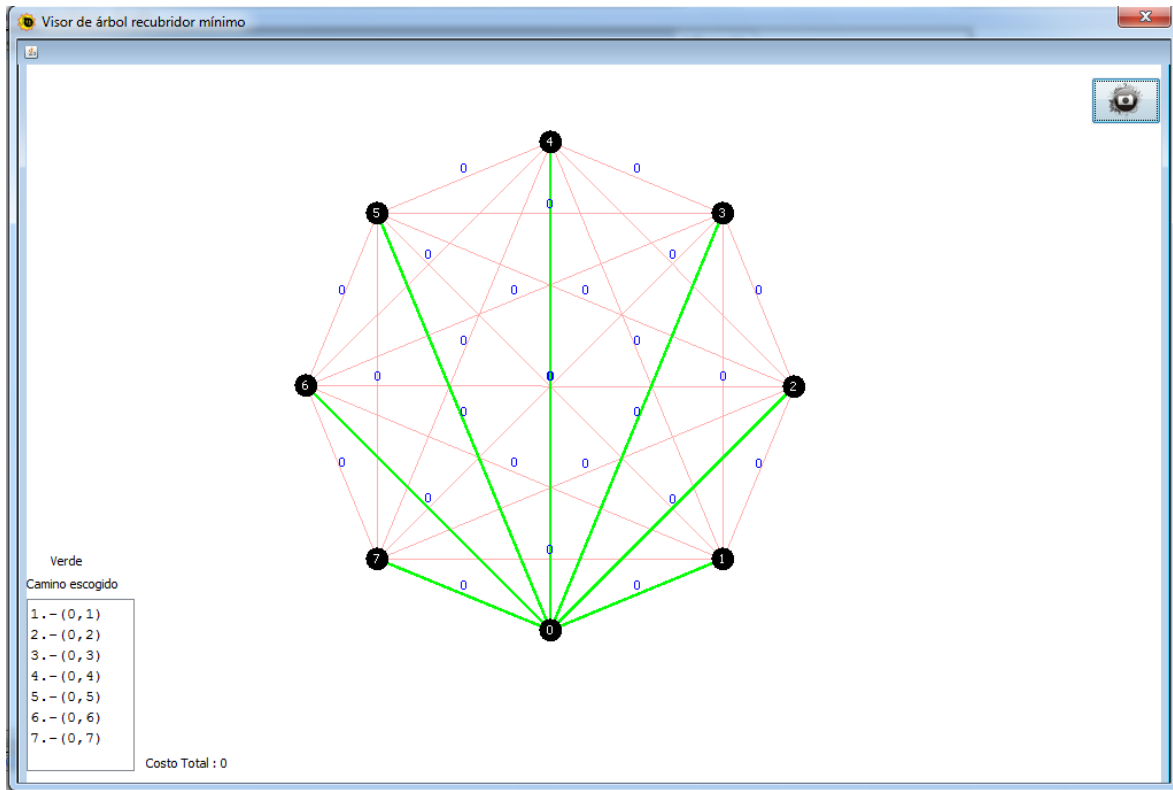 Visor de árbol recubridor mínimo
4
0 0
0
5 3
0 0
0 0 0 0
0 0
0 0 0
6 2
0 0
0 0 0 0
0 0
0
7 1
0 0
0
Verde
Camino escogido
1.-(0,1)
2.-(0,2)
3.-(0,3)
4.-(0,4)
5.-(0,5)
6.-(0,6)
7.-(0,7)
Costo Total : 0